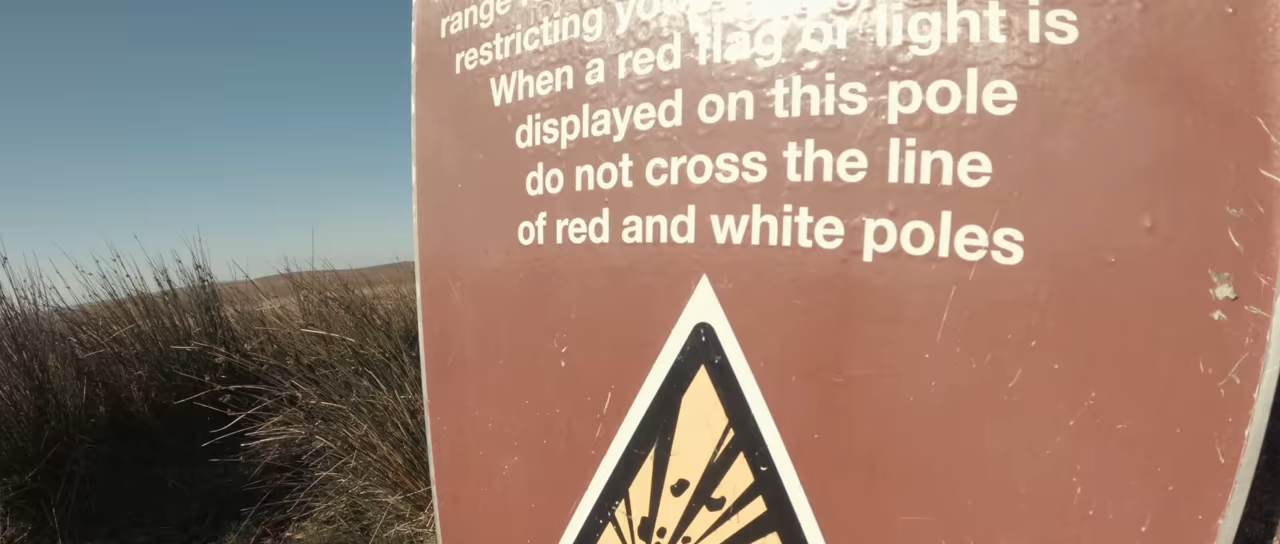 range
restricting
When a red flag or light is
displayed on this pole
do not cross the line
of red and white poles